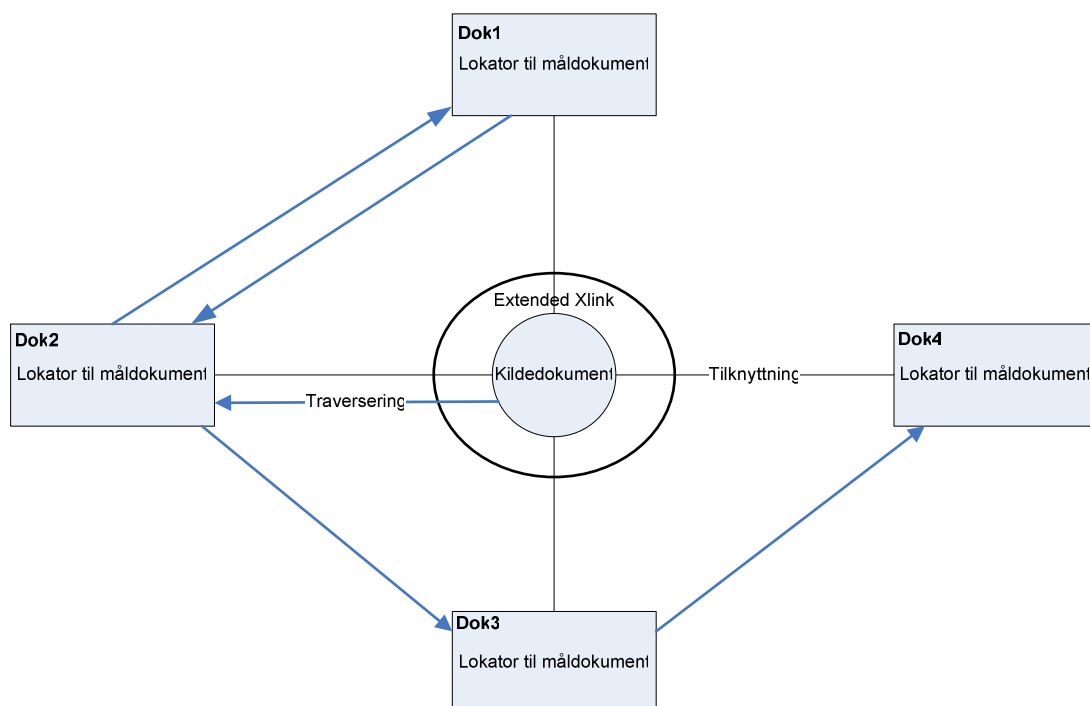 Dok1
Lokator til måldokument
Extended Xlink
Dok2
Lokator til måldokument
Kildedokument
Tilknyttning
Dok4
Lokator til måldokument
Traversering
Dok3
Lokator til måldokument